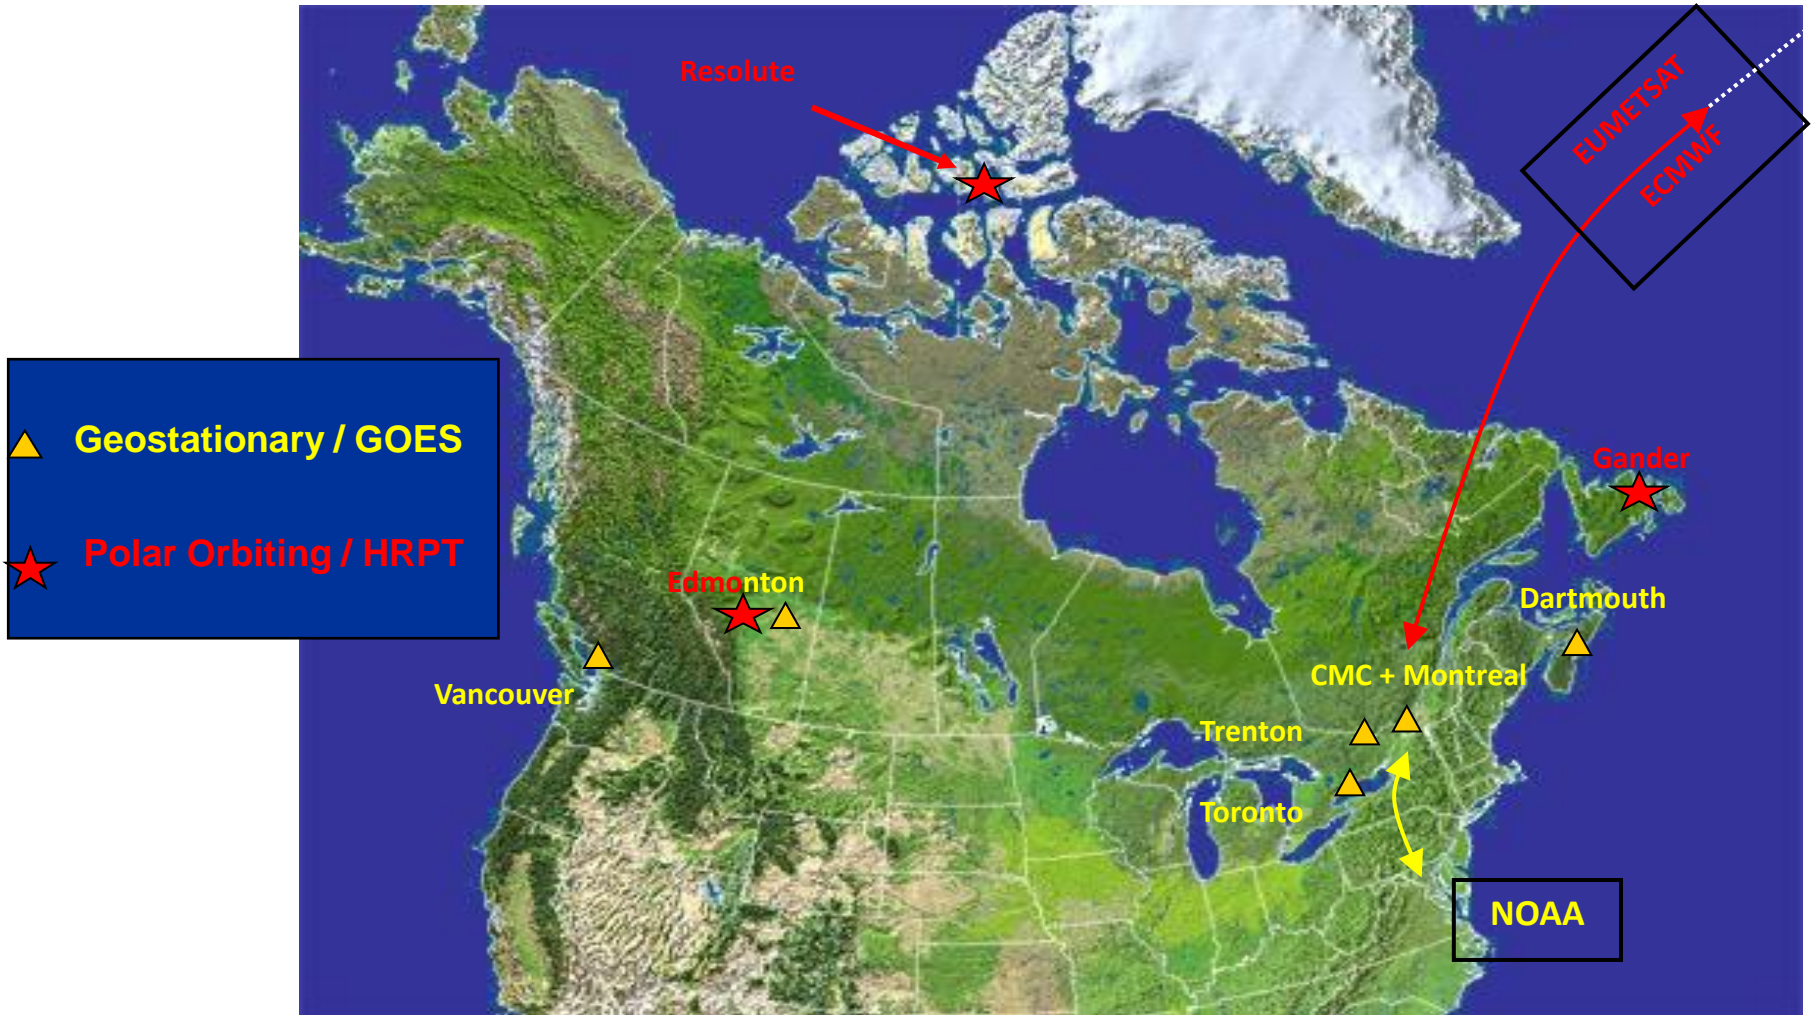 Resolute
EUMETSAT
ECMWF
Geostationary / GOES
Polar Orbiting / HRPT
Gander
Edmonton
Dartmouth
Vancouver
CMC + Montreal
Trenton
Toronto
NOAA